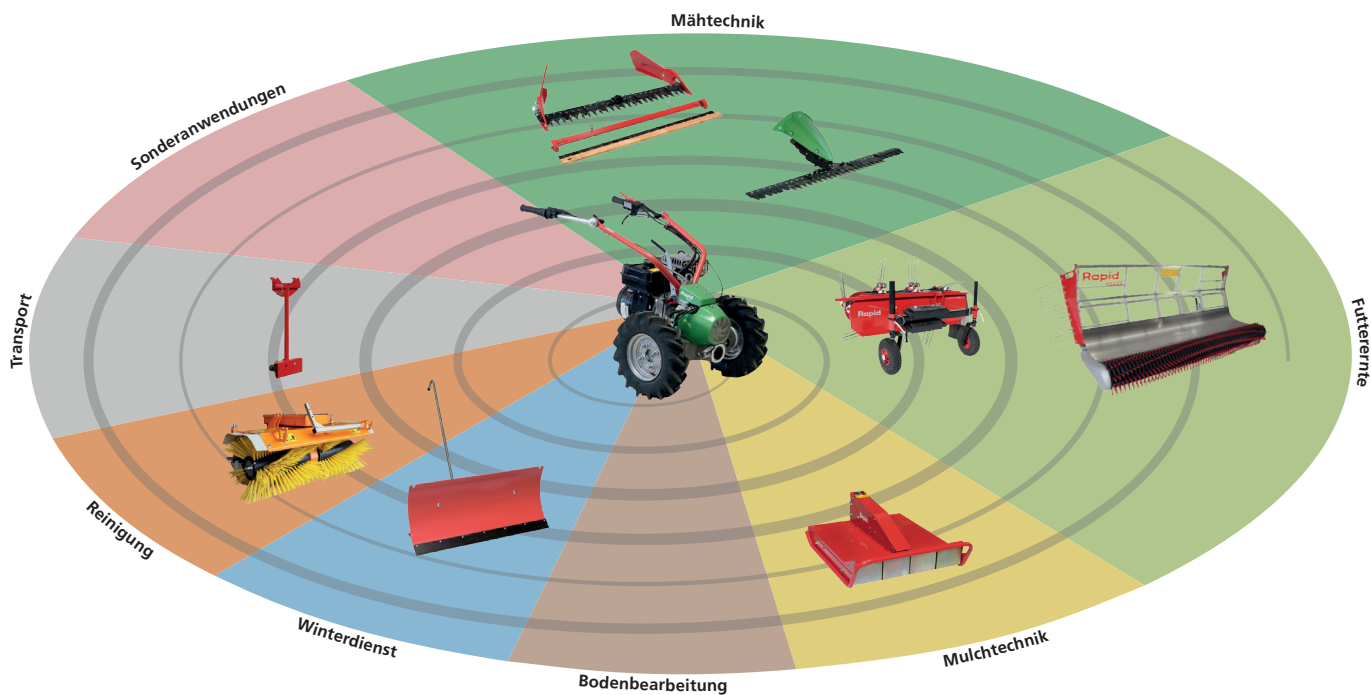 Mähtechnik
Sonderanwendungen
Transport
Rapid
Rapid
Futterernte
Reinigung
Winterdienst
Bodenbearbeitung
Mulchtechnik